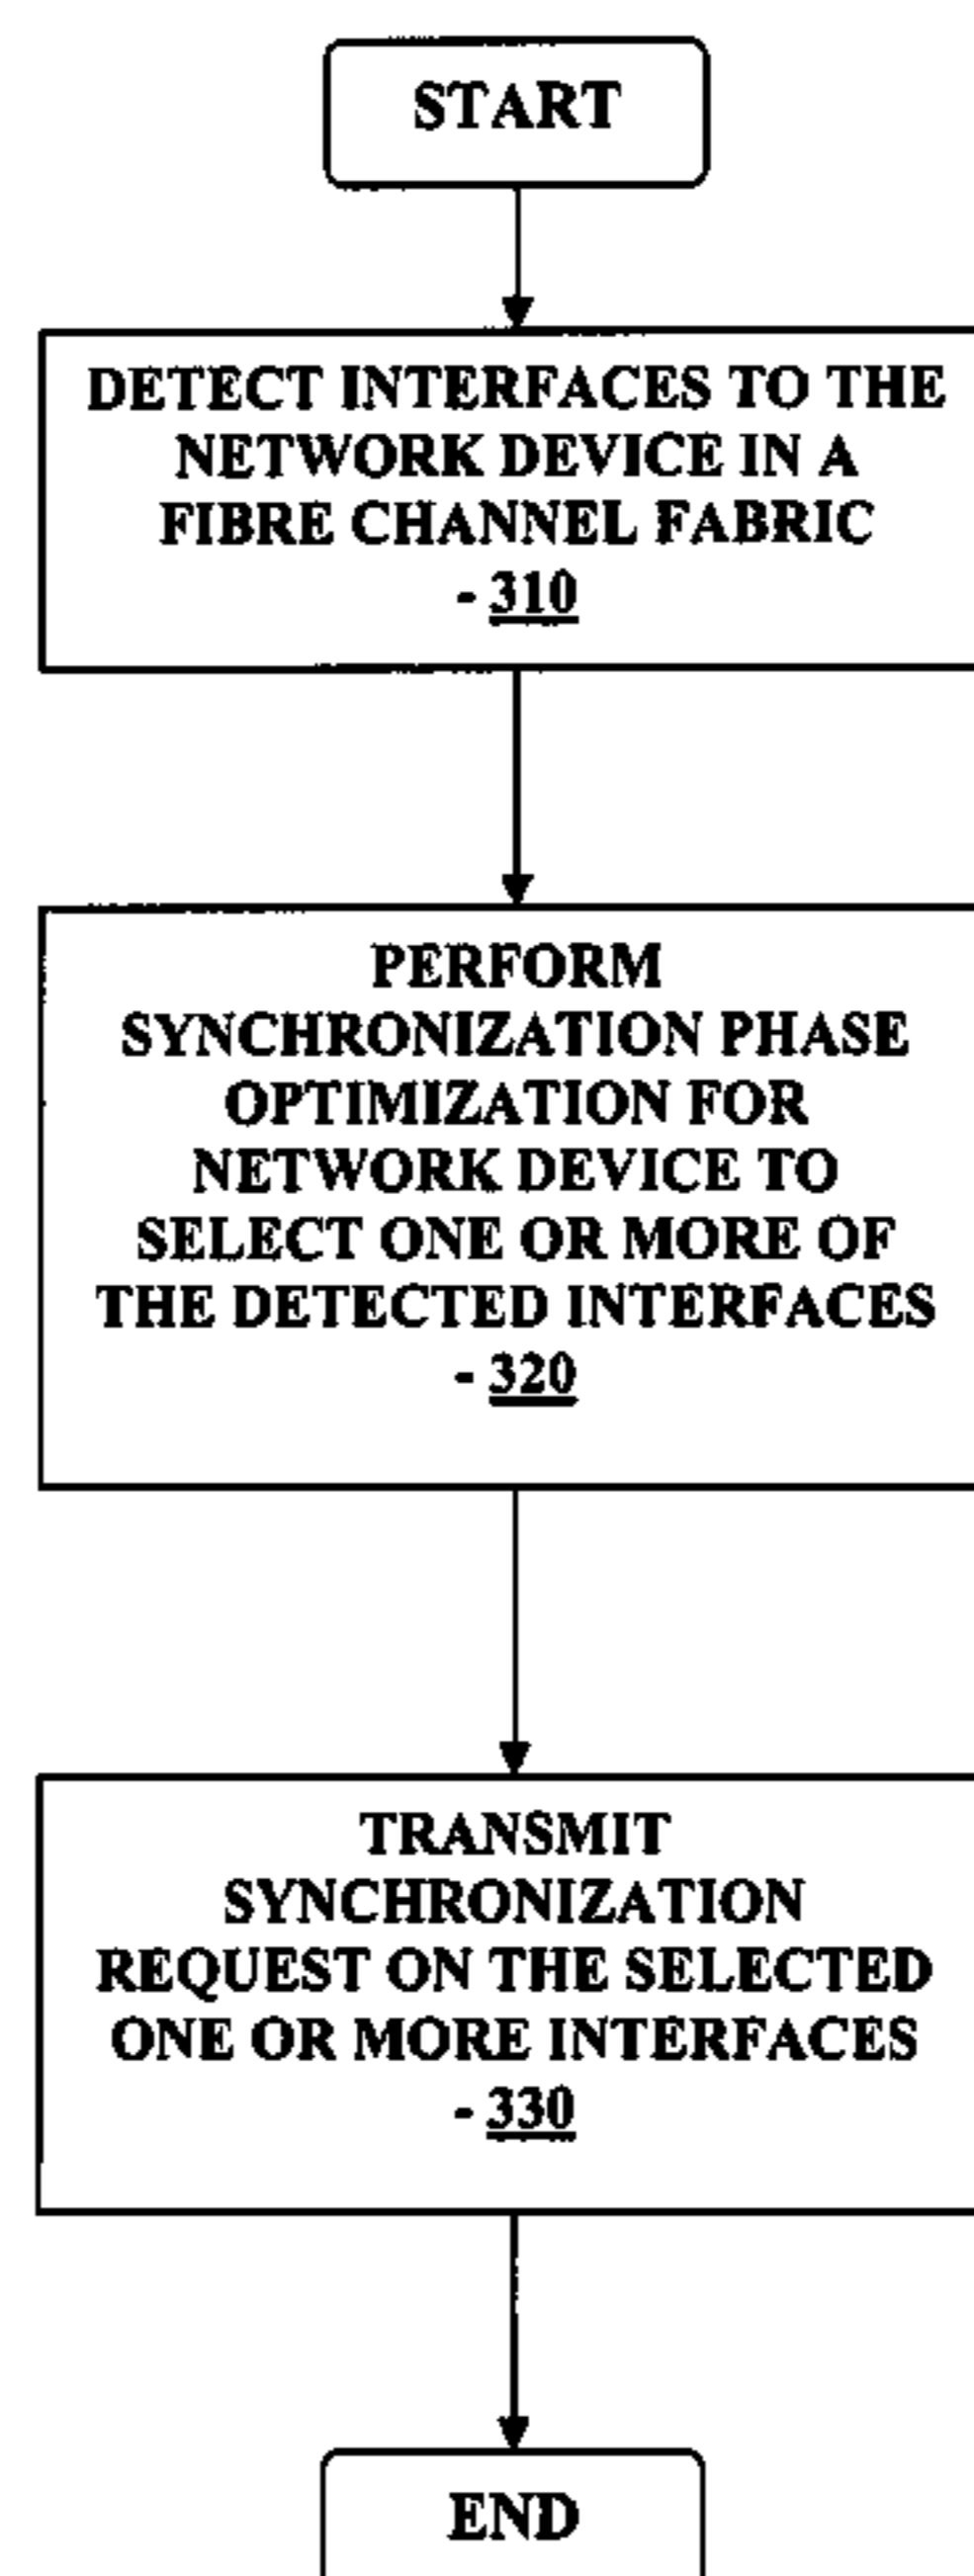 START
DETECT INTERFACES TO THE
NETWORK DEVICE IN A
FIBRE CHANNEL FABRIC
- 310
PERFORM
SYNCHRONIZATION PHASE
OPTIMIZATION FOR
NETWORK DEVICE TO
SELECT ONE OR MORE OF
THE DETECTED INTERFACES
- 320
TRANSMIT
SYNCHRONIZATION
REQUEST ON THE SELECTED
ONE OR MORE INTERFACES
- 330
END